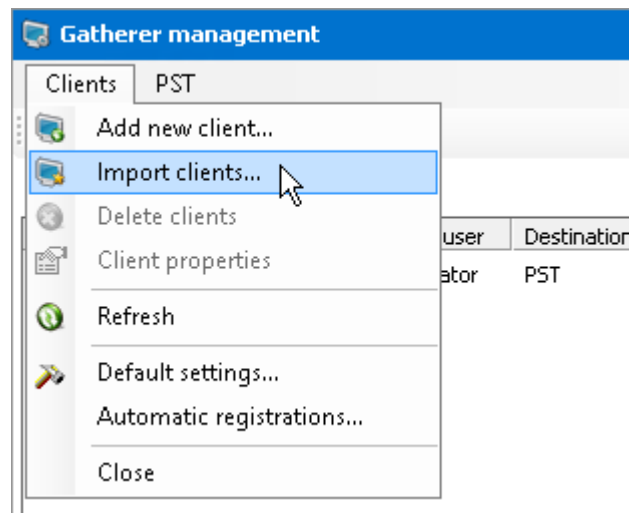 Gatherer management
Clients PST
Add new client...
Import clients...
Delete clients
user Destination
Client properties
ator PST
Refresh
Default settings...
Automatic registrations...
Close